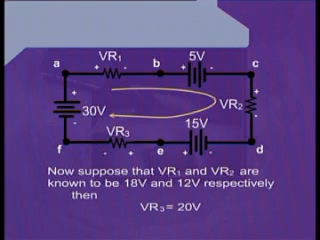 VR1 5V
a + - b + - c
+ +
30V VR2
- 15V -
VR3
f - + e - + d
Now suppose that VR1 and VR2 are
known to be 18V and 12V respectively
then
VR3 = 20V